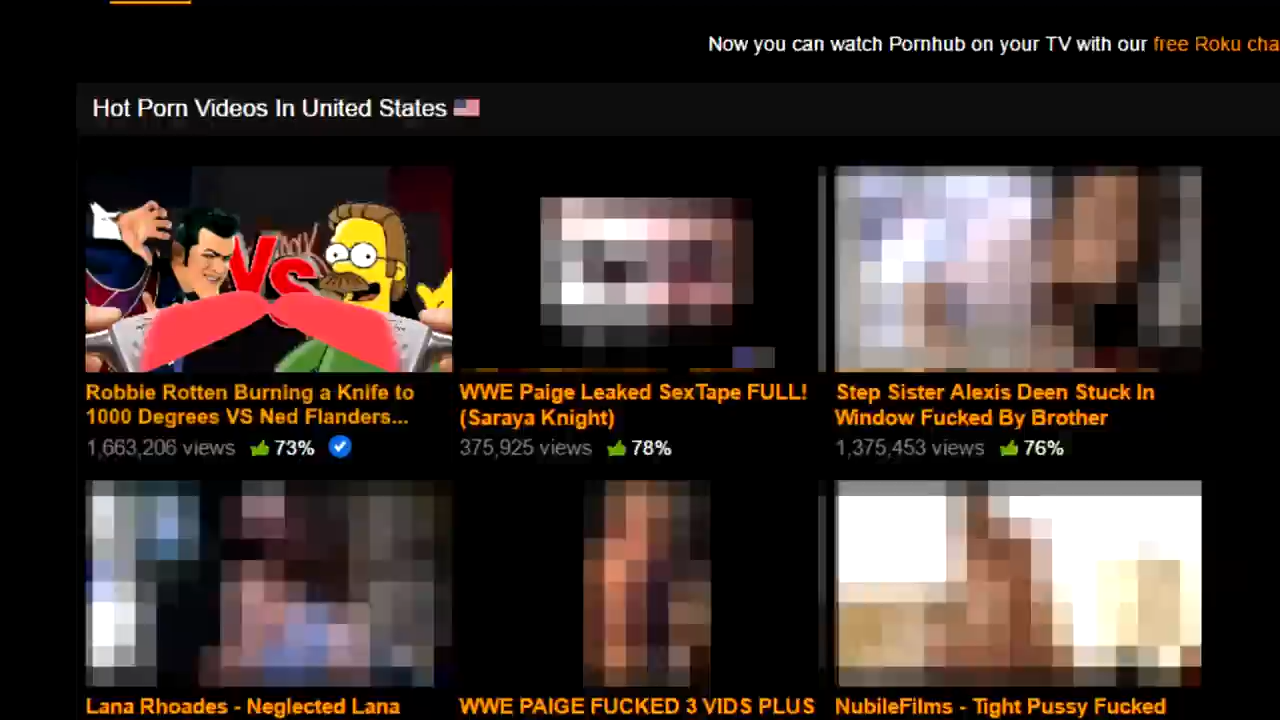 Now you can watch Pornhub on your TV with our free Roku cha
Hot Porn Videos In United States
VS
Robbie Rotten Burning a Knife to
1000 Degrees VS Ned Flanders...
1,663,206 views 73%
WWE Paige Leaked SexTape FULL!
(Saraya Knight)
375,925 views 78%
Step Sister Alexis Deen Stuck In
Window Fucked By Brother
1,375,453 views 76%
Lana Rhoades - Neglected Lana
WWE PAIGE FUCKED 3 VIDS PLUS
NubileFilms - Tight Pussy Fucked